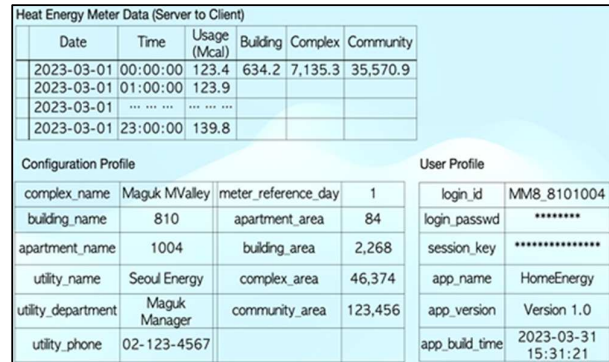 Heat Energy Meter Data (Server to Client)
Date Time Usage (Mcal) Building Complex Community
2023-03-01 00:00:00 123.4 634.2 7,135.3 35,570.9
2023-03-01 01:00:00 123.9
2023-03-01 ... ... ... ... ... ...
2023-03-01 23:00:00 139.8
Configuration Profile
complex_name Maguk MValley meter_reference_day 1
building_name 810 apartment_area 84
apartment_name 1004 building_area 2,268
utility_name Seoul Energy complex_area 46,374
utility_department Maguk Manager community_area 123,456
utility_phone 02-123-4567
User Profile
login_id MM8_8101004
login_passwd ********
session_key ***************
app_name HomeEnergy
app_version Version 1.0
app_build_time 2023-03-31 15:31:21